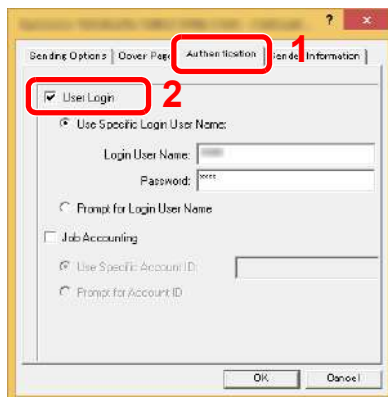 ?
Sending Options Cover Page Authentication Sender Information
1
User Login
2
Use Specific Login User Name:
Login User Name:
Password: ****
Prompt for Login User Name
Job Accounting
Use Specific Account ID:
Prompt for Account ID
OK Cancel